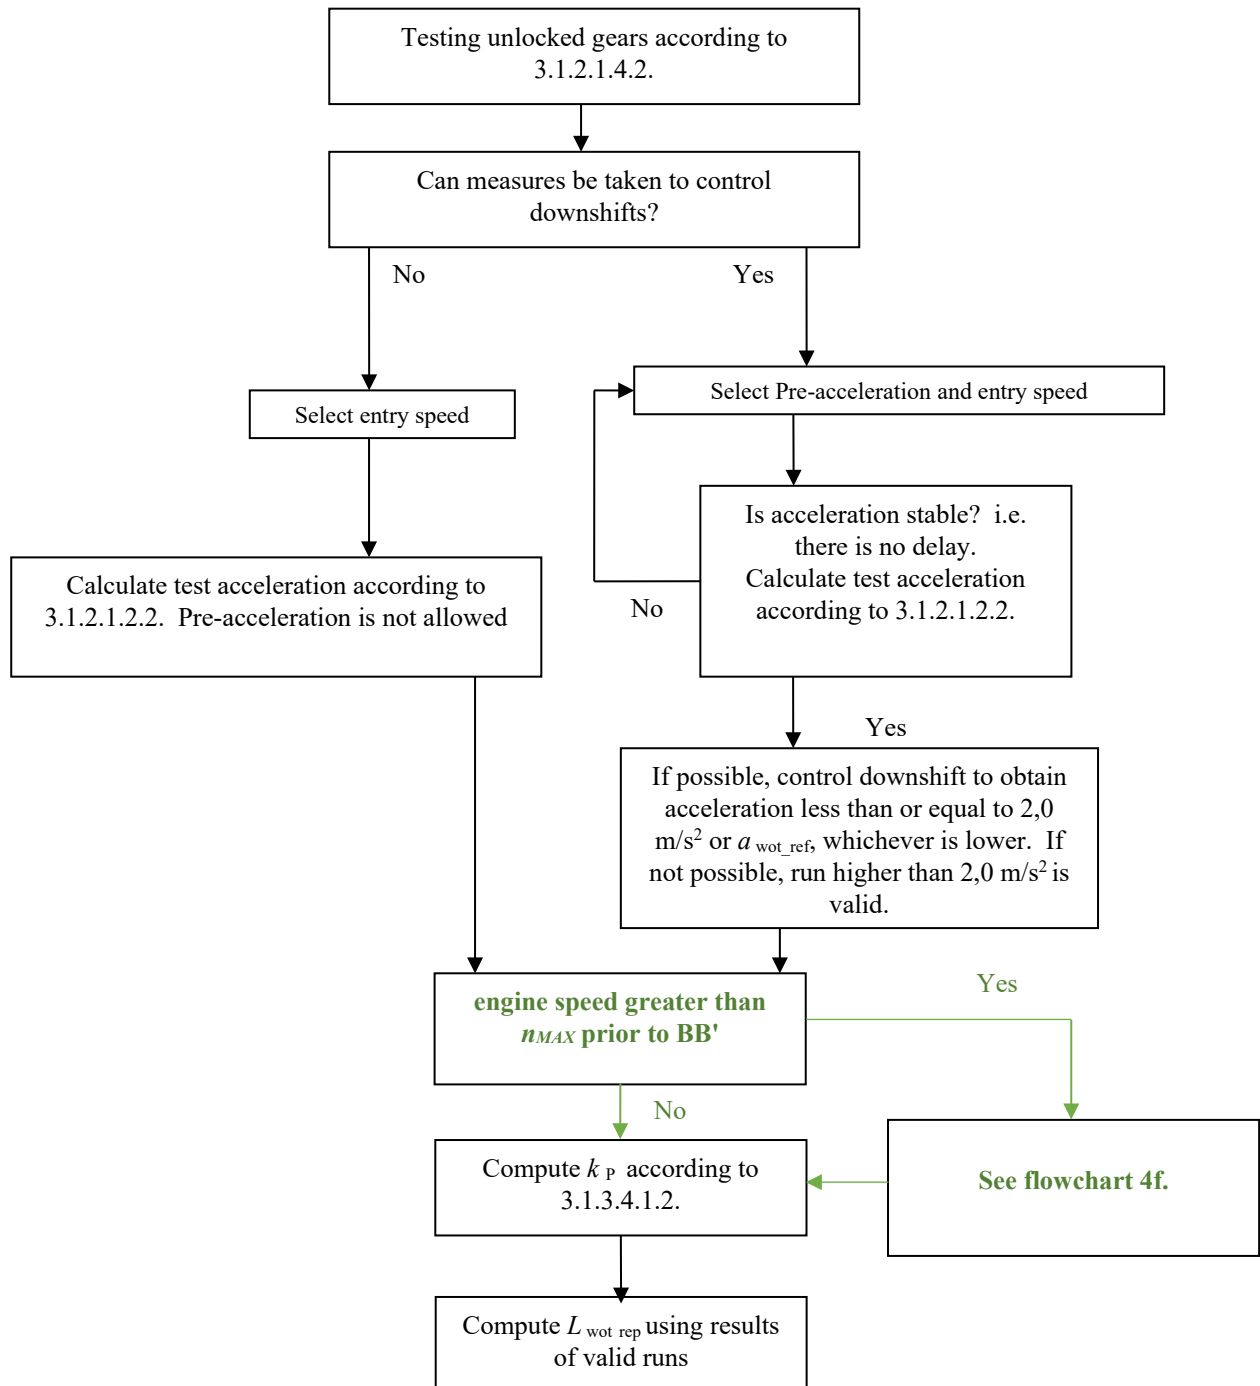 Testing unlocked gears according to
3.1.2.1.4.2.
Can measures be taken to control
downshifts?
No
Yes
Select entry speed
Select Pre-acceleration and entry speed
Is acceleration stable?  i.e.
there is no delay.
Calculate test acceleration
according to 3.1.2.1.2.2.
No
Calculate test acceleration according to
3.1.2.1.2.2.  Pre-acceleration is not allowed
Yes
If possible, control downshift to obtain
acceleration less than or equal to 2,0
m/s² or a wot_ref, whichever is lower.  If
not possible, run higher than 2,0 m/s² is
valid.
engine speed greater than
nMAX prior to BB'
Yes
No
Compute k P according to
3.1.3.4.1.2.
See flowchart 4f.
Compute L wot rep using results
of valid runs